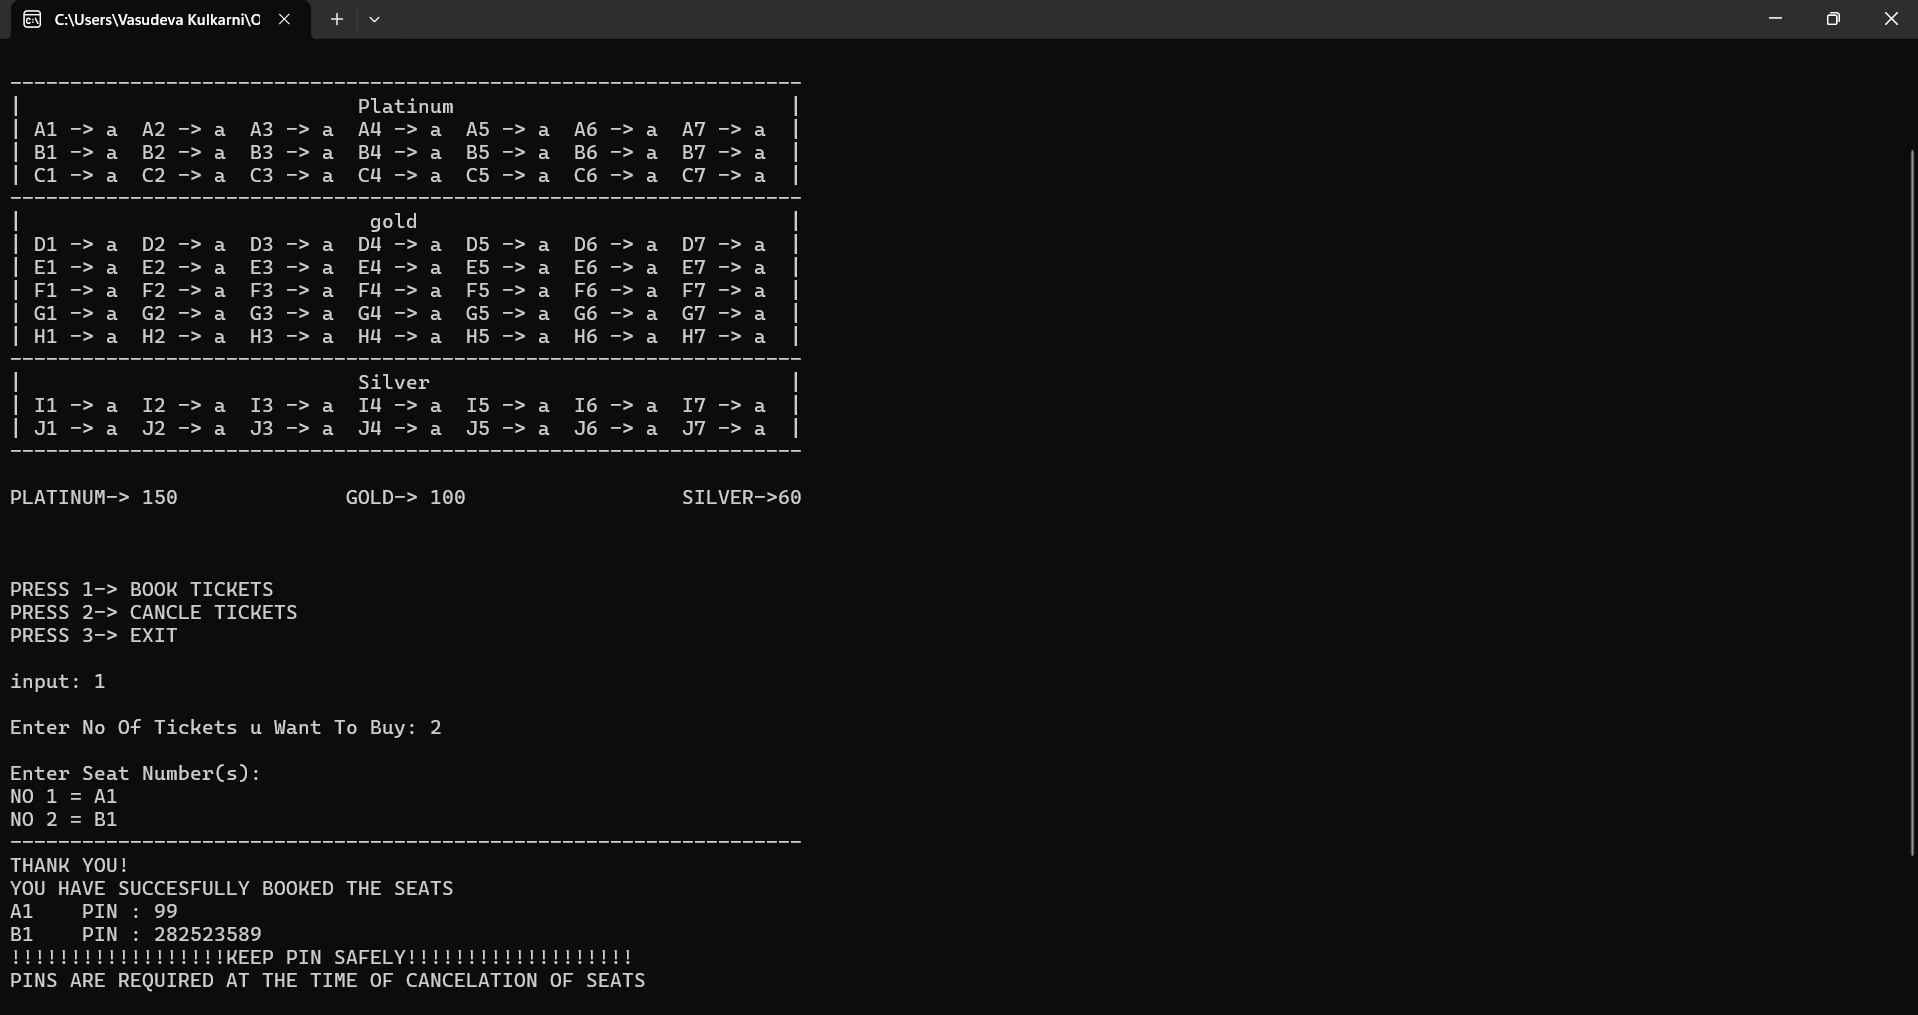 C:\Users\Vasudeva Kulkarni\O
-----------------------------------------------------------------
|                            Platinum                            |
| A1 -> a  A2 -> a  A3 -> a  A4 -> a  A5 -> a  A6 -> a  A7 -> a  |
| B1 -> a  B2 -> a  B3 -> a  B4 -> a  B5 -> a  B6 -> a  B7 -> a  |
| C1 -> a  C2 -> a  C3 -> a  C4 -> a  C5 -> a  C6 -> a  C7 -> a  |
------------------------------------------------------------------
|                             gold                               |
| D1 -> a  D2 -> a  D3 -> a  D4 -> a  D5 -> a  D6 -> a  D7 -> a  |
| E1 -> a  E2 -> a  E3 -> a  E4 -> a  E5 -> a  E6 -> a  E7 -> a  |
| F1 -> a  F2 -> a  F3 -> a  F4 -> a  F5 -> a  F6 -> a  F7 -> a  |
| G1 -> a  G2 -> a  G3 -> a  G4 -> a  G5 -> a  G6 -> a  G7 -> a  |
| H1 -> a  H2 -> a  H3 -> a  H4 -> a  H5 -> a  H6 -> a  H7 -> a  |
------------------------------------------------------------------
|                            Silver                              |
| I1 -> a  I2 -> a  I3 -> a  I4 -> a  I5 -> a  I6 -> a  I7 -> a  |
| J1 -> a  J2 -> a  J3 -> a  J4 -> a  J5 -> a  J6 -> a  J7 -> a  |
------------------------------------------------------------------
PLATINUM-> 150              GOLD-> 100                  SILVER->60
PRESS 1-> BOOK TICKETS
PRESS 2-> CANCLE TICKETS
PRESS 3-> EXIT
input: 1
Enter No Of Tickets u Want To Buy: 2
Enter Seat Number(s):
NO 1 = A1
NO 2 = B1
------------------------------------------------------------------
THANK YOU!
YOU HAVE SUCCESFULLY BOOKED THE SEATS
A1    PIN : 99
B1    PIN : 282523589
!!!!!!!!!!!!!!!!!!KEEP PIN SAFELY!!!!!!!!!!!!!!!!!!!
PINS ARE REQUIRED AT THE TIME OF CANCELATION OF SEATS